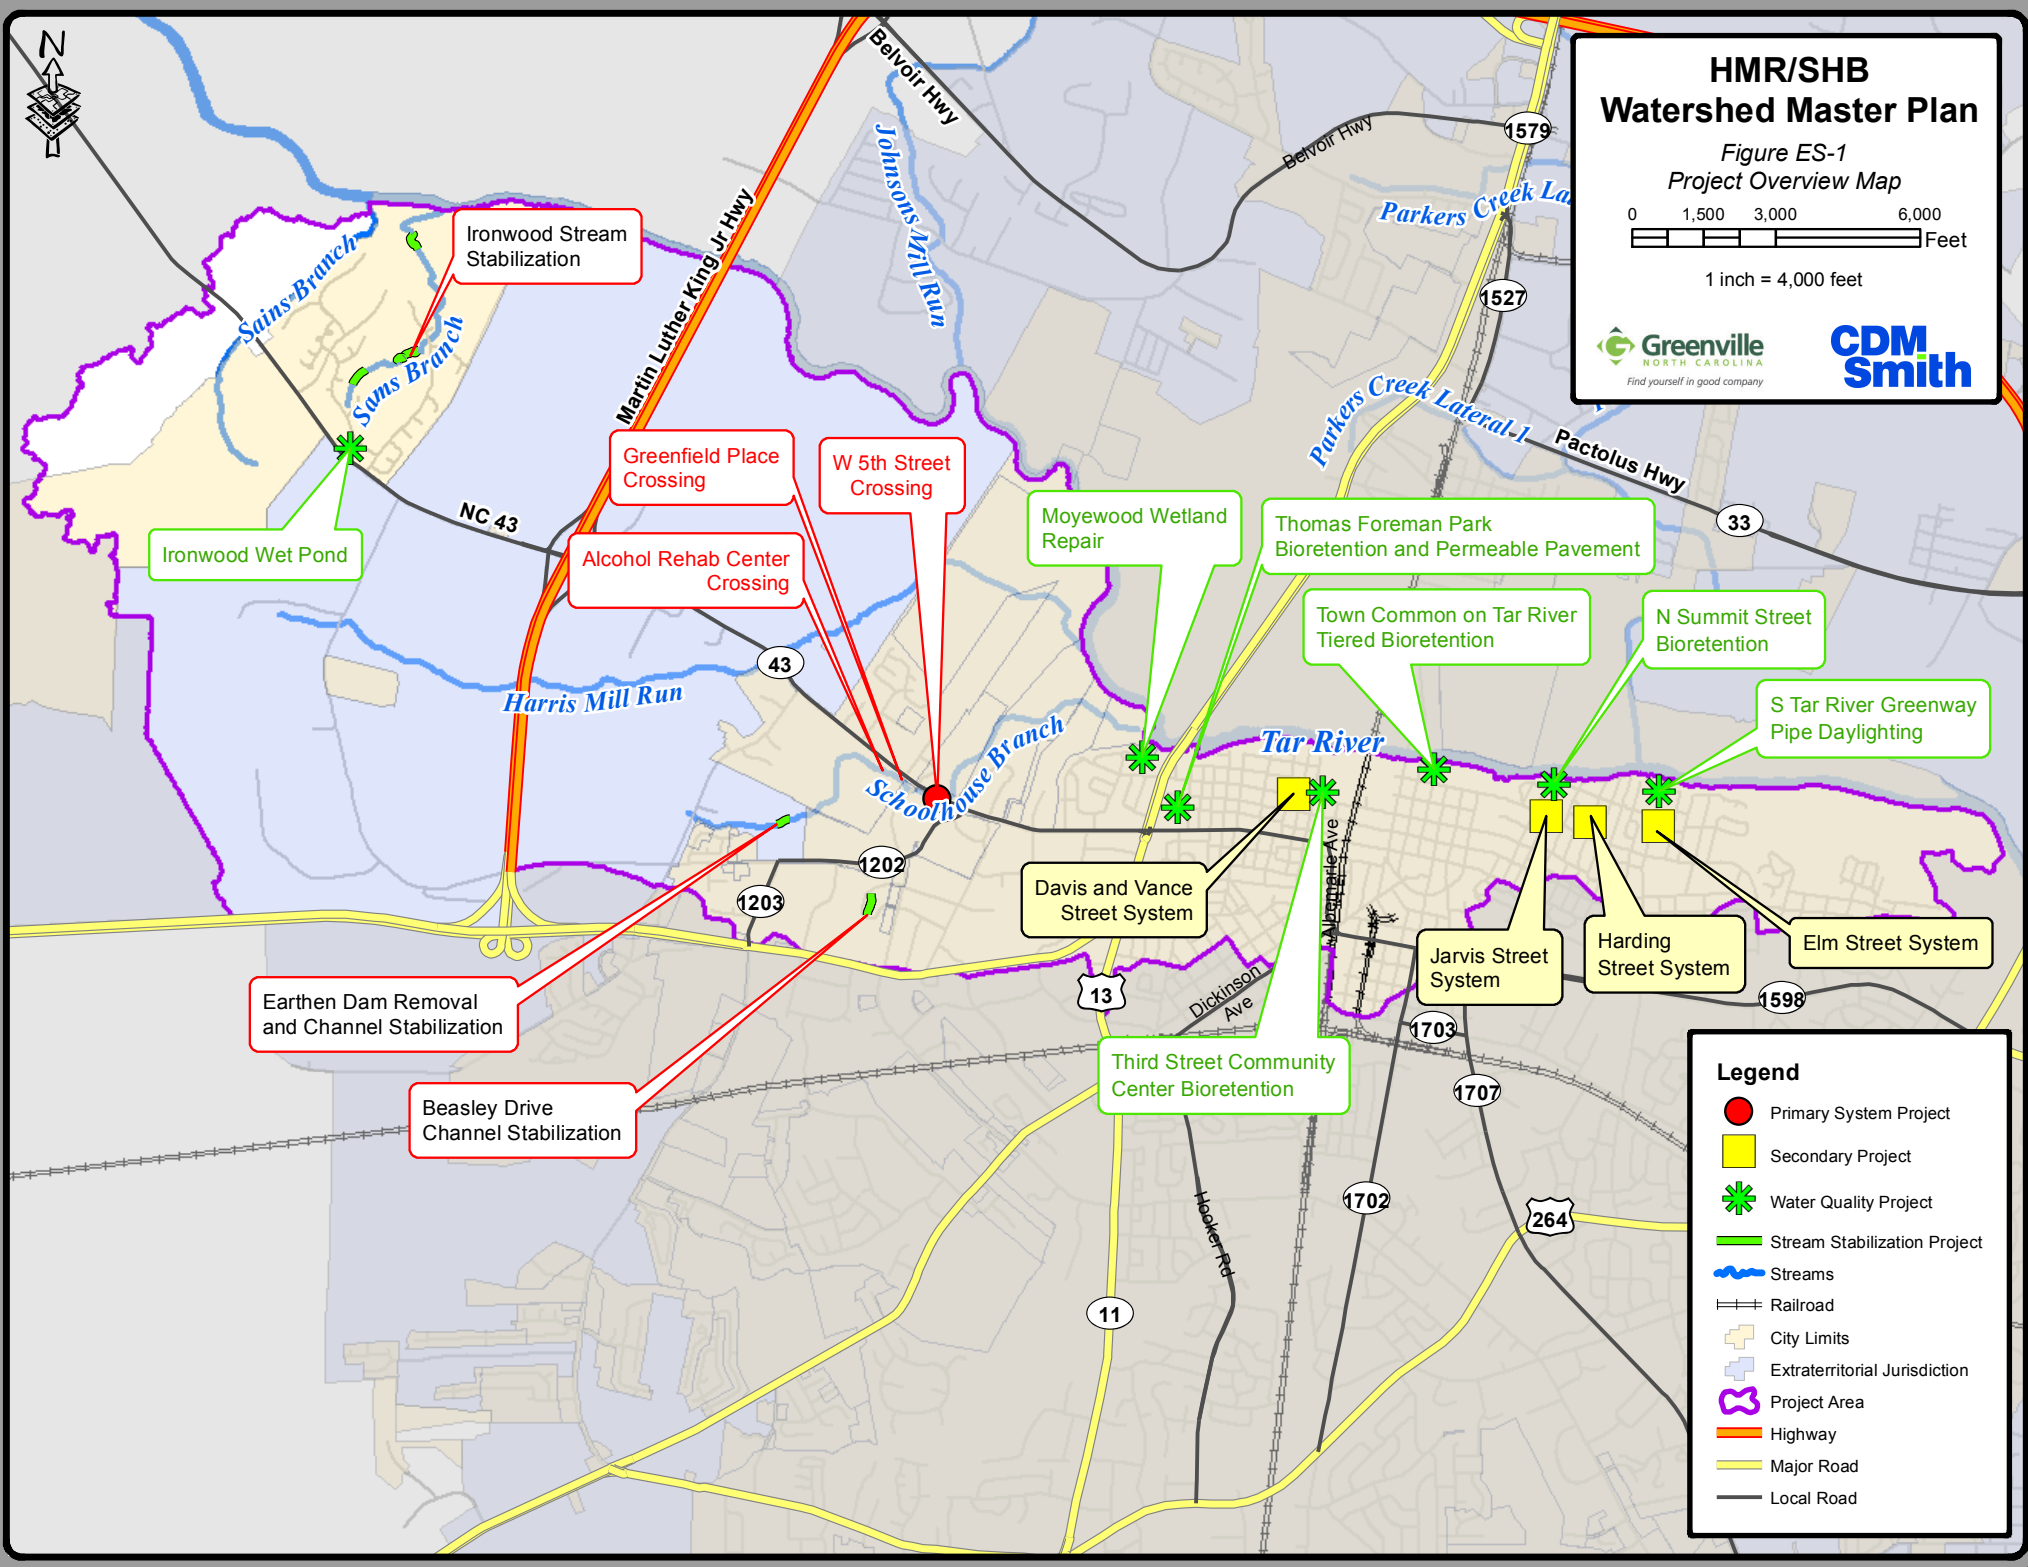 N
HMR/SHB
Watershed Master Plan
Figure ES-1
Project Overview Map
0 1,500 3,000 6,000
Feet
1 inch = 4,000 feet
Greenville
NORTH CAROLINA
Find yourself in good company
CDM
Smith
Belvoir Hwy
Belvoir Hwy
1579
Johnsons Mill Run
Parkers Creek La
Martin Luther King Jr Hwy
Ironwood Stream
Stabilization
Sains Branch
Sams Branch
1527
Parkers Creek Lateral 1
Pactolus Hwy
33
Greenfield Place
Crossing
W 5th Street
Crossing
NC 43
Ironwood Wet Pond
Alcohol Rehab Center
Crossing
Moyewood Wetland
Repair
Thomas Foreman Park
Bioretention and Permeable Pavement
Town Common on Tar River
Tiered Bioretention
N Summit Street
Bioretention
S Tar River Greenway
Pipe Daylighting
43
Harris Mill Run
Schoolhouse Branch
Tar River
1202
1203
Davis and Vance
Street System
Albemarle Ave
Jarvis Street
System
Harding
Street System
Elm Street System
Earthen Dam Removal
and Channel Stabilization
13
Dickinson
Ave
1598
1703
Beasley Drive
Channel Stabilization
Third Street Community
Center Bioretention
1707
Hooker Rd
1702
264
11
Legend
Primary System Project
Secondary Project
Water Quality Project
Stream Stabilization Project
Streams
Railroad
City Limits
Extraterritorial Jurisdiction
Project Area
Highway
Major Road
Local Road